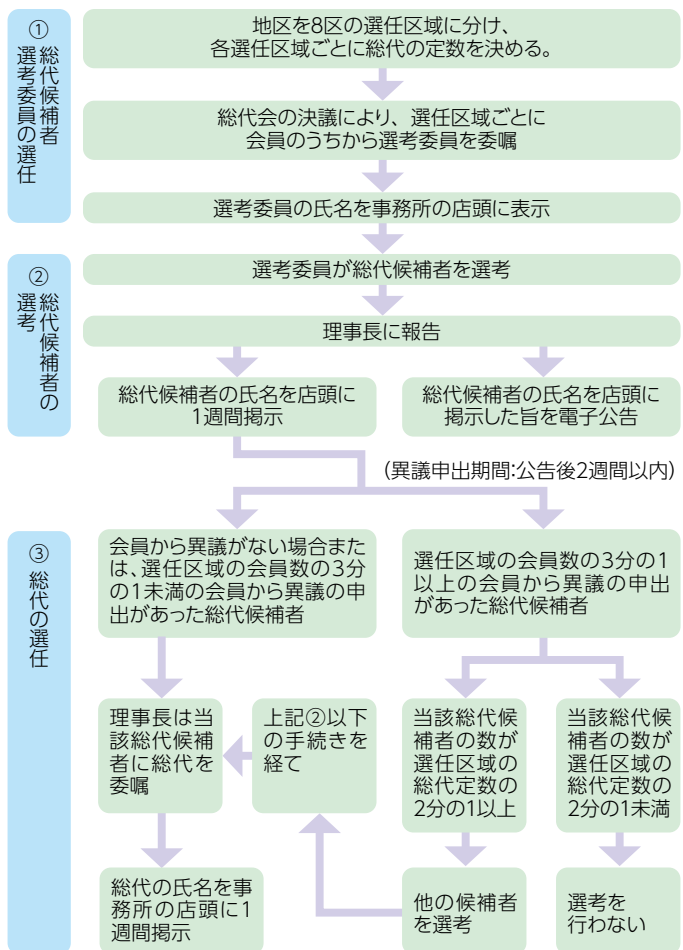 ①
総代候補者
選考委員の選任
地区を8区の選任区域に分け、
各選任区域ごとに総代の定数を決める。
総代会の決議により、選任区域ごとに
会員のうちから選考委員を委嘱
選考委員の氏名を事務所の店頭に表示
②
総代候補者の
選考
選考委員が総代候補者を選考
理事長に報告
総代候補者の氏名を店頭に
1週間掲示
総代候補者の氏名を店頭に
掲示した旨を電子公告
(異議申出期間:公告後2週間以内)
③
総代の選任
会員から異議がない場合また
は、選任区域の会員数の3分
の1未満の会員から異議の申
出があった総代候補者
選任区域の会員数の3分の1
以上の会員から異議の申出
があった総代候補者
理事長は当
該総代候補
者に総代を
委嘱
上記②以下
の手続きを
経て
当該総代候
補者の数が
選任区域の
総代定数の
2分の1以上
当該総代候
補者の数が
選任区域の
総代定数の
2分の1未満
総代の氏名を事
務所の店頭に1
週間掲示
他の候補者
を選考
選考を
行わない